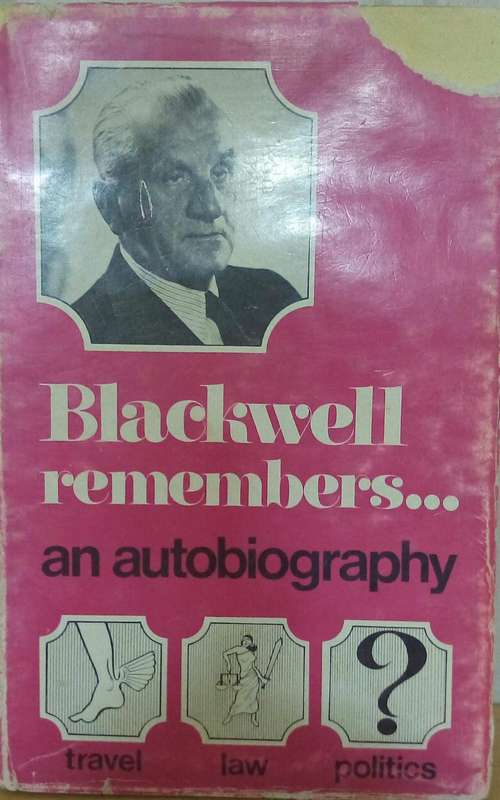 Blackwell
remembers...
an autobiography
?
travel law politics